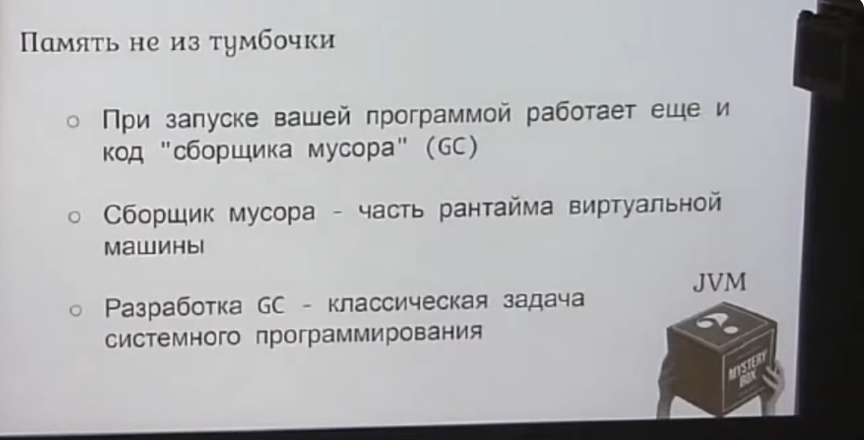 Память не из тумбочки
При запуске вашей программой работает еще и
код "сборщика мусора" (GC)
Сборщик мусора - часть рантайма виртуальной
машины
Разработка GC - классическая задача
системного программирования
JVM
?
MYSTERY
BOX